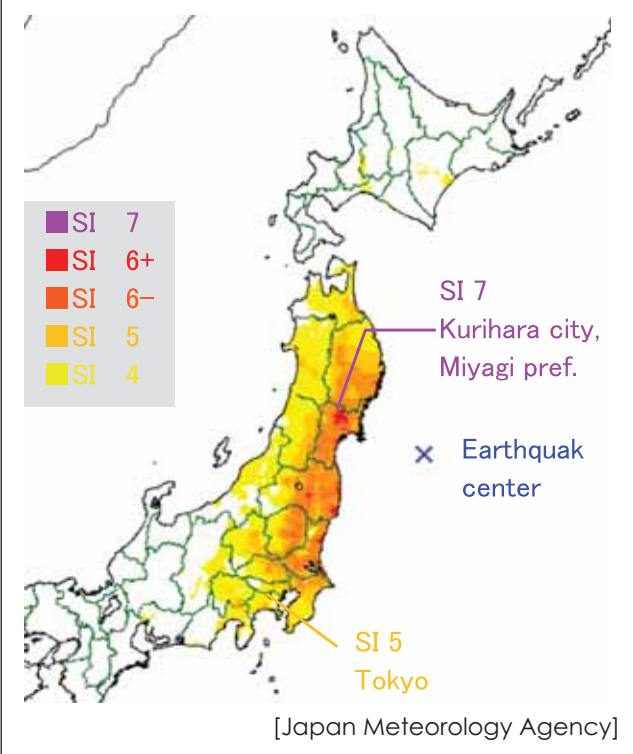 SI 7
SI 6+
SI 6−
SI 5
SI 4
SI 7
Kurihara city,
Miyagi pref.
Earthquak
center
SI 5
Tokyo
[Japan Meteorology Agency]